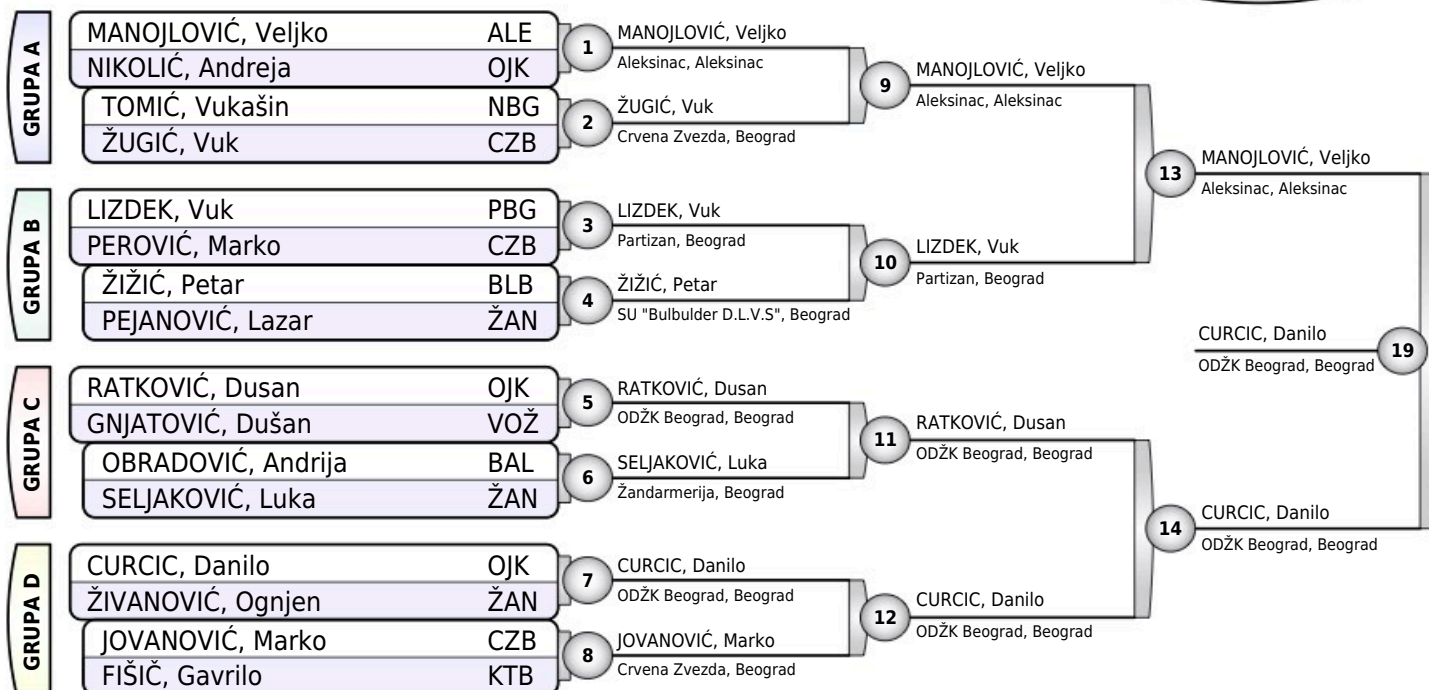 GRUPA A
MANOJLOVIĆ, Veljko ALE
NIKOLIĆ, Andreja OJK
TOMIĆ, Vukašin NBG
ŽUGIĆ, Vuk CZB
GRUPA B
LIZDEK, Vuk PBG
PEROVIĆ, Marko CZB
ŽIŽIĆ, Petar BLB
PEJANOVIĆ, Lazar ŽAN
GRUPA C
RATKOVIĆ, Dusan OJK
GNJATOVIĆ, Dušan VOŽ
OBRADOVIĆ, Andrija BAL
SELJAKOVIĆ, Luka ŽAN
GRUPA D
CURCIC, Danilo OJK
ŽIVANOVIĆ, Ognjen ŽAN
JOVANOVIĆ, Marko CZB
FIŠIČ, Gavrilo KTB
1
MANOJLOVIĆ, Veljko
Aleksinac, Aleksinac
2
ŽUGIĆ, Vuk
Crvena Zvezda, Beograd
3
LIZDEK, Vuk
Partizan, Beograd
4
ŽIŽIĆ, Petar
SU "Bulbulder D.L.V.S", Beograd
5
RATKOVIĆ, Dusan
ODŽK Beograd, Beograd
6
SELJAKOVIĆ, Luka
Žandarmerija, Beograd
7
CURCIC, Danilo
ODŽK Beograd, Beograd
8
JOVANOVIĆ, Marko
Crvena Zvezda, Beograd
9
MANOJLOVIĆ, Veljko
Aleksinac, Aleksinac
10
LIZDEK, Vuk
Partizan, Beograd
11
RATKOVIĆ, Dusan
ODŽK Beograd, Beograd
12
CURCIC, Danilo
ODŽK Beograd, Beograd
13
MANOJLOVIĆ, Veljko
Aleksinac, Aleksinac
14
CURCIC, Danilo
ODŽK Beograd, Beograd
CURCIC, Danilo
ODŽK Beograd, Beograd
19